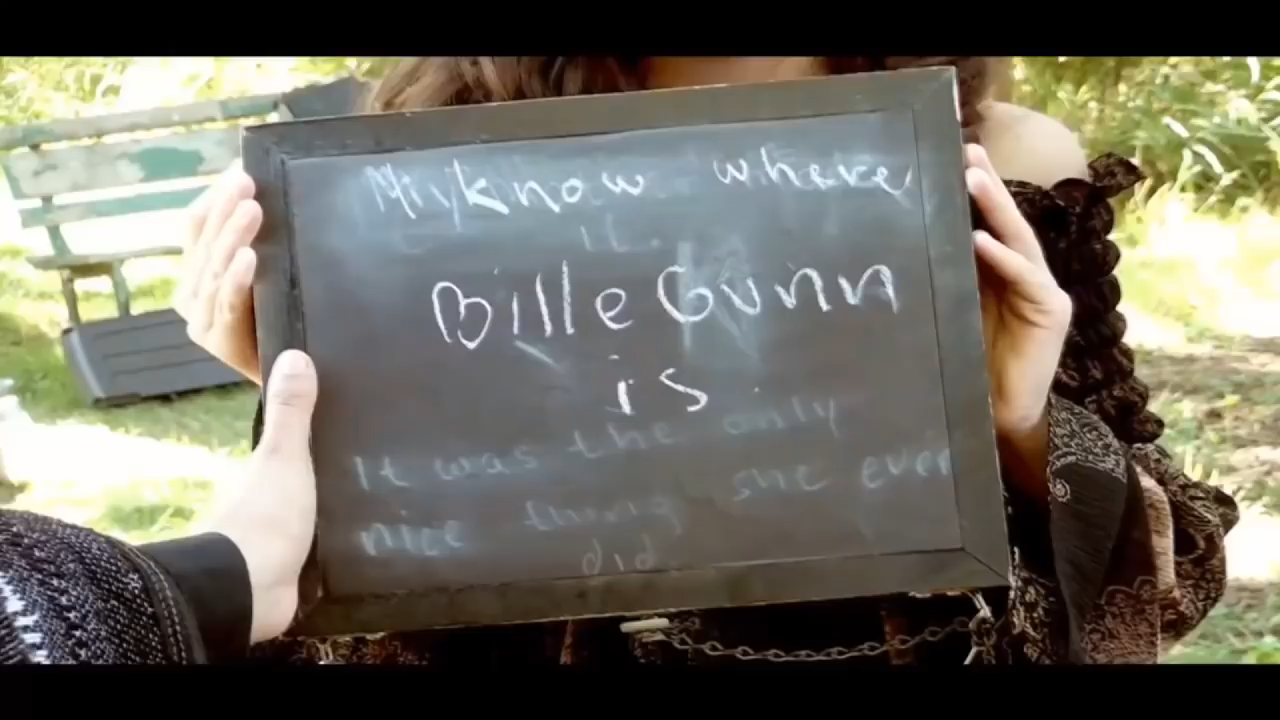 know where
Bille Gunn
is
It was the only
nice thing she ever
did